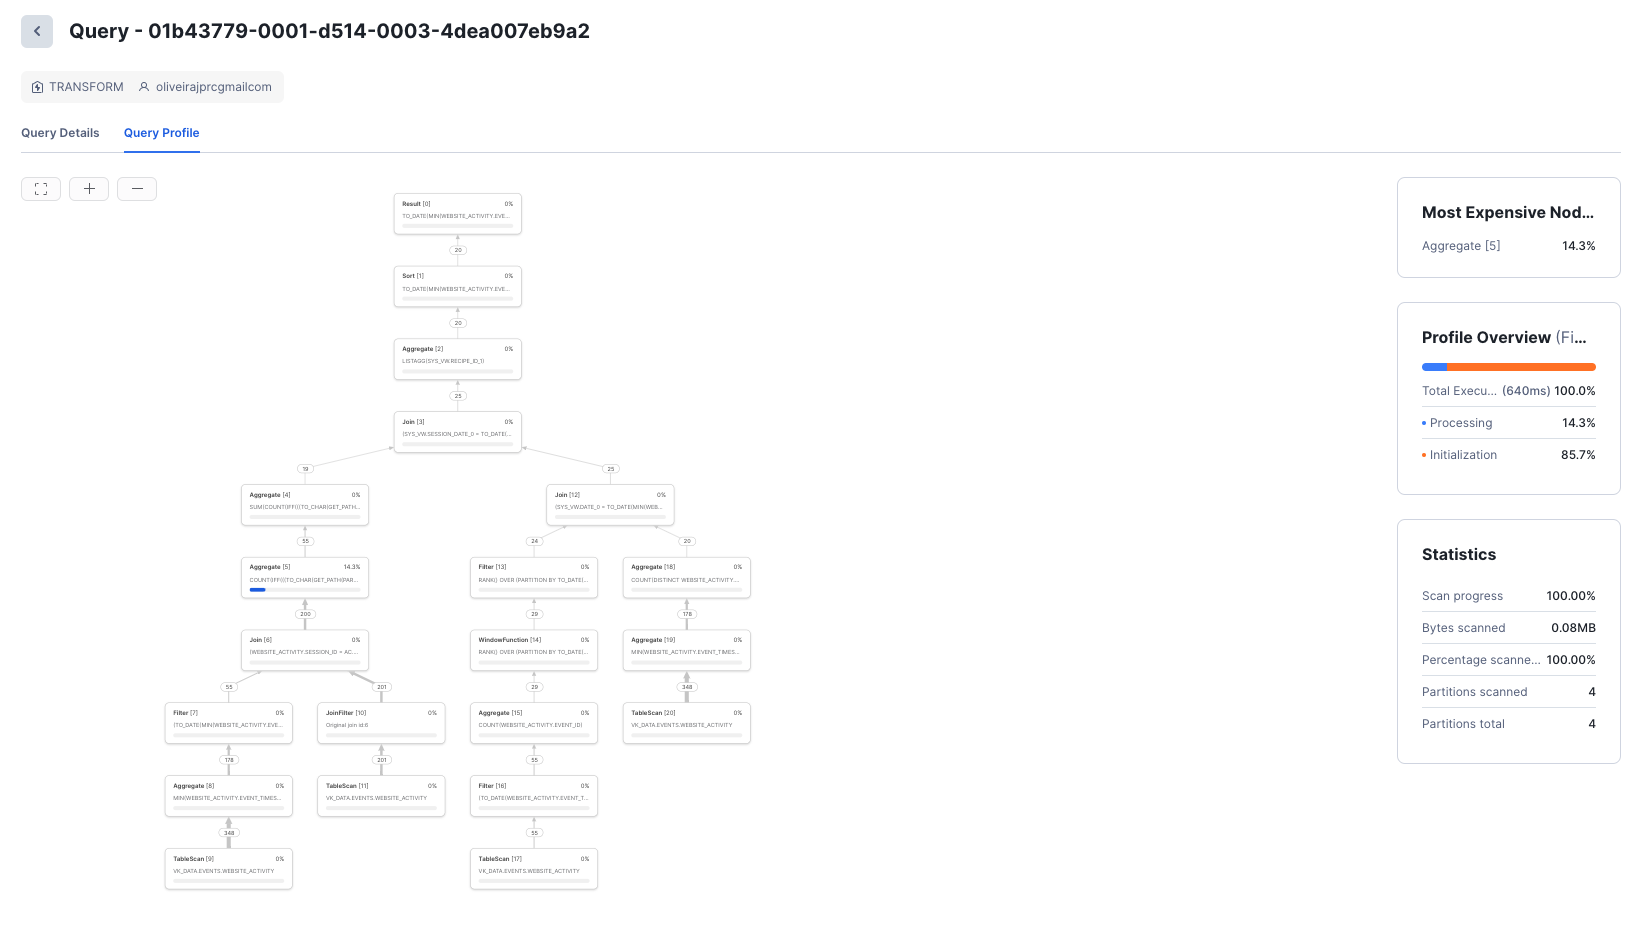 Query - 01b43779-0001-d514-0003-4dea007eb9a2
TRANSFORM oliveirajprcgmailcom
Query Details Query Profile
Result [0] 0%
TO_DATE(MIN(WEBSITE_ACTIVITY.EVE...
20
Sort [1] 0%
TO_DATE(MIN(WEBSITE_ACTIVITY.EVE...
20
Aggregate [2] 0%
LISTAGG(SYS_VW.RECIPE_ID_1)
25
Join [3] 0%
(SYS_VW.SESSION_DATE_0 = TO_DATE(...
19 25
Aggregate [4] 0%
SUM(COUNT(IFF(((TO_CHAR(GET_PATH...
Join [12] 0%
(SYS_VW.DATE_0 = TO_DATE(MIN(WEB...
55 24 20
Aggregate [5] 14.3%
COUNT(IFF(((TO_CHAR(GET_PATH(PAR...
Filter [13] 0%
RANK() OVER (PARTITION BY TO_DATE(...
Aggregate [18] 0%
COUNT(DISTINCT WEBSITE_ACTIVITY....
200 29 178
Join [6] 0%
(WEBSITE_ACTIVITY.SESSION_ID = AC...
WindowFunction [14] 0%
RANK() OVER (PARTITION BY TO_DATE(...
Aggregate [19] 0%
MIN(WEBSITE_ACTIVITY.EVENT_TIMES...
55 201 29 348
Filter [7] 0%
(TO_DATE(MIN(WEBSITE_ACTIVITY.EVE...
JoinFilter [10] 0%
Original join id:6
Aggregate [15] 0%
COUNT(WEBSITE_ACTIVITY.EVENT_ID)
TableScan [20] 0%
VK_DATA.EVENTS.WEBSITE_ACTIVITY
178 201 55
Aggregate [8] 0%
MIN(WEBSITE_ACTIVITY.EVENT_TIMES...
TableScan [11] 0%
VK_DATA.EVENTS.WEBSITE_ACTIVITY
Filter [16] 0%
(TO_DATE(WEBSITE_ACTIVITY.EVENT_T...
348 55
TableScan [9] 0%
VK_DATA.EVENTS.WEBSITE_ACTIVITY
TableScan [17] 0%
VK_DATA.EVENTS.WEBSITE_ACTIVITY
Most Expensive Nod...
Aggregate [5] 14.3%
Profile Overview (Fi...
Total Execu... (640ms) 100.0%
Processing 14.3%
Initialization 85.7%
Statistics
Scan progress 100.00%
Bytes scanned 0.08MB
Percentage scanne... 100.00%
Partitions scanned 4
Partitions total 4